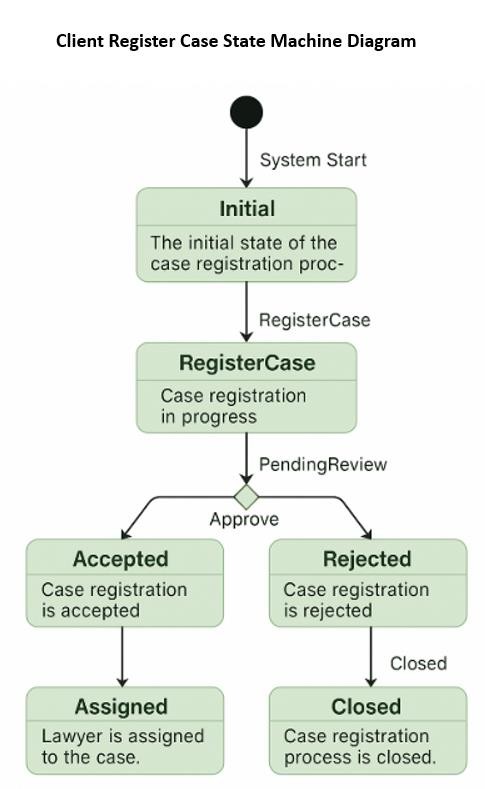 Client Register Case State Machine Diagram
System Start
Initial
The initial state of the
case registration proc-
RegisterCase
RegisterCase
Case registration
in progress
PendingReview
Approve
Accepted
Case registration
is accepted
Rejected
Case registration
is rejected
Closed
Assigned
Lawyer is assigned
to the case.
Closed
Case registration
process is closed.